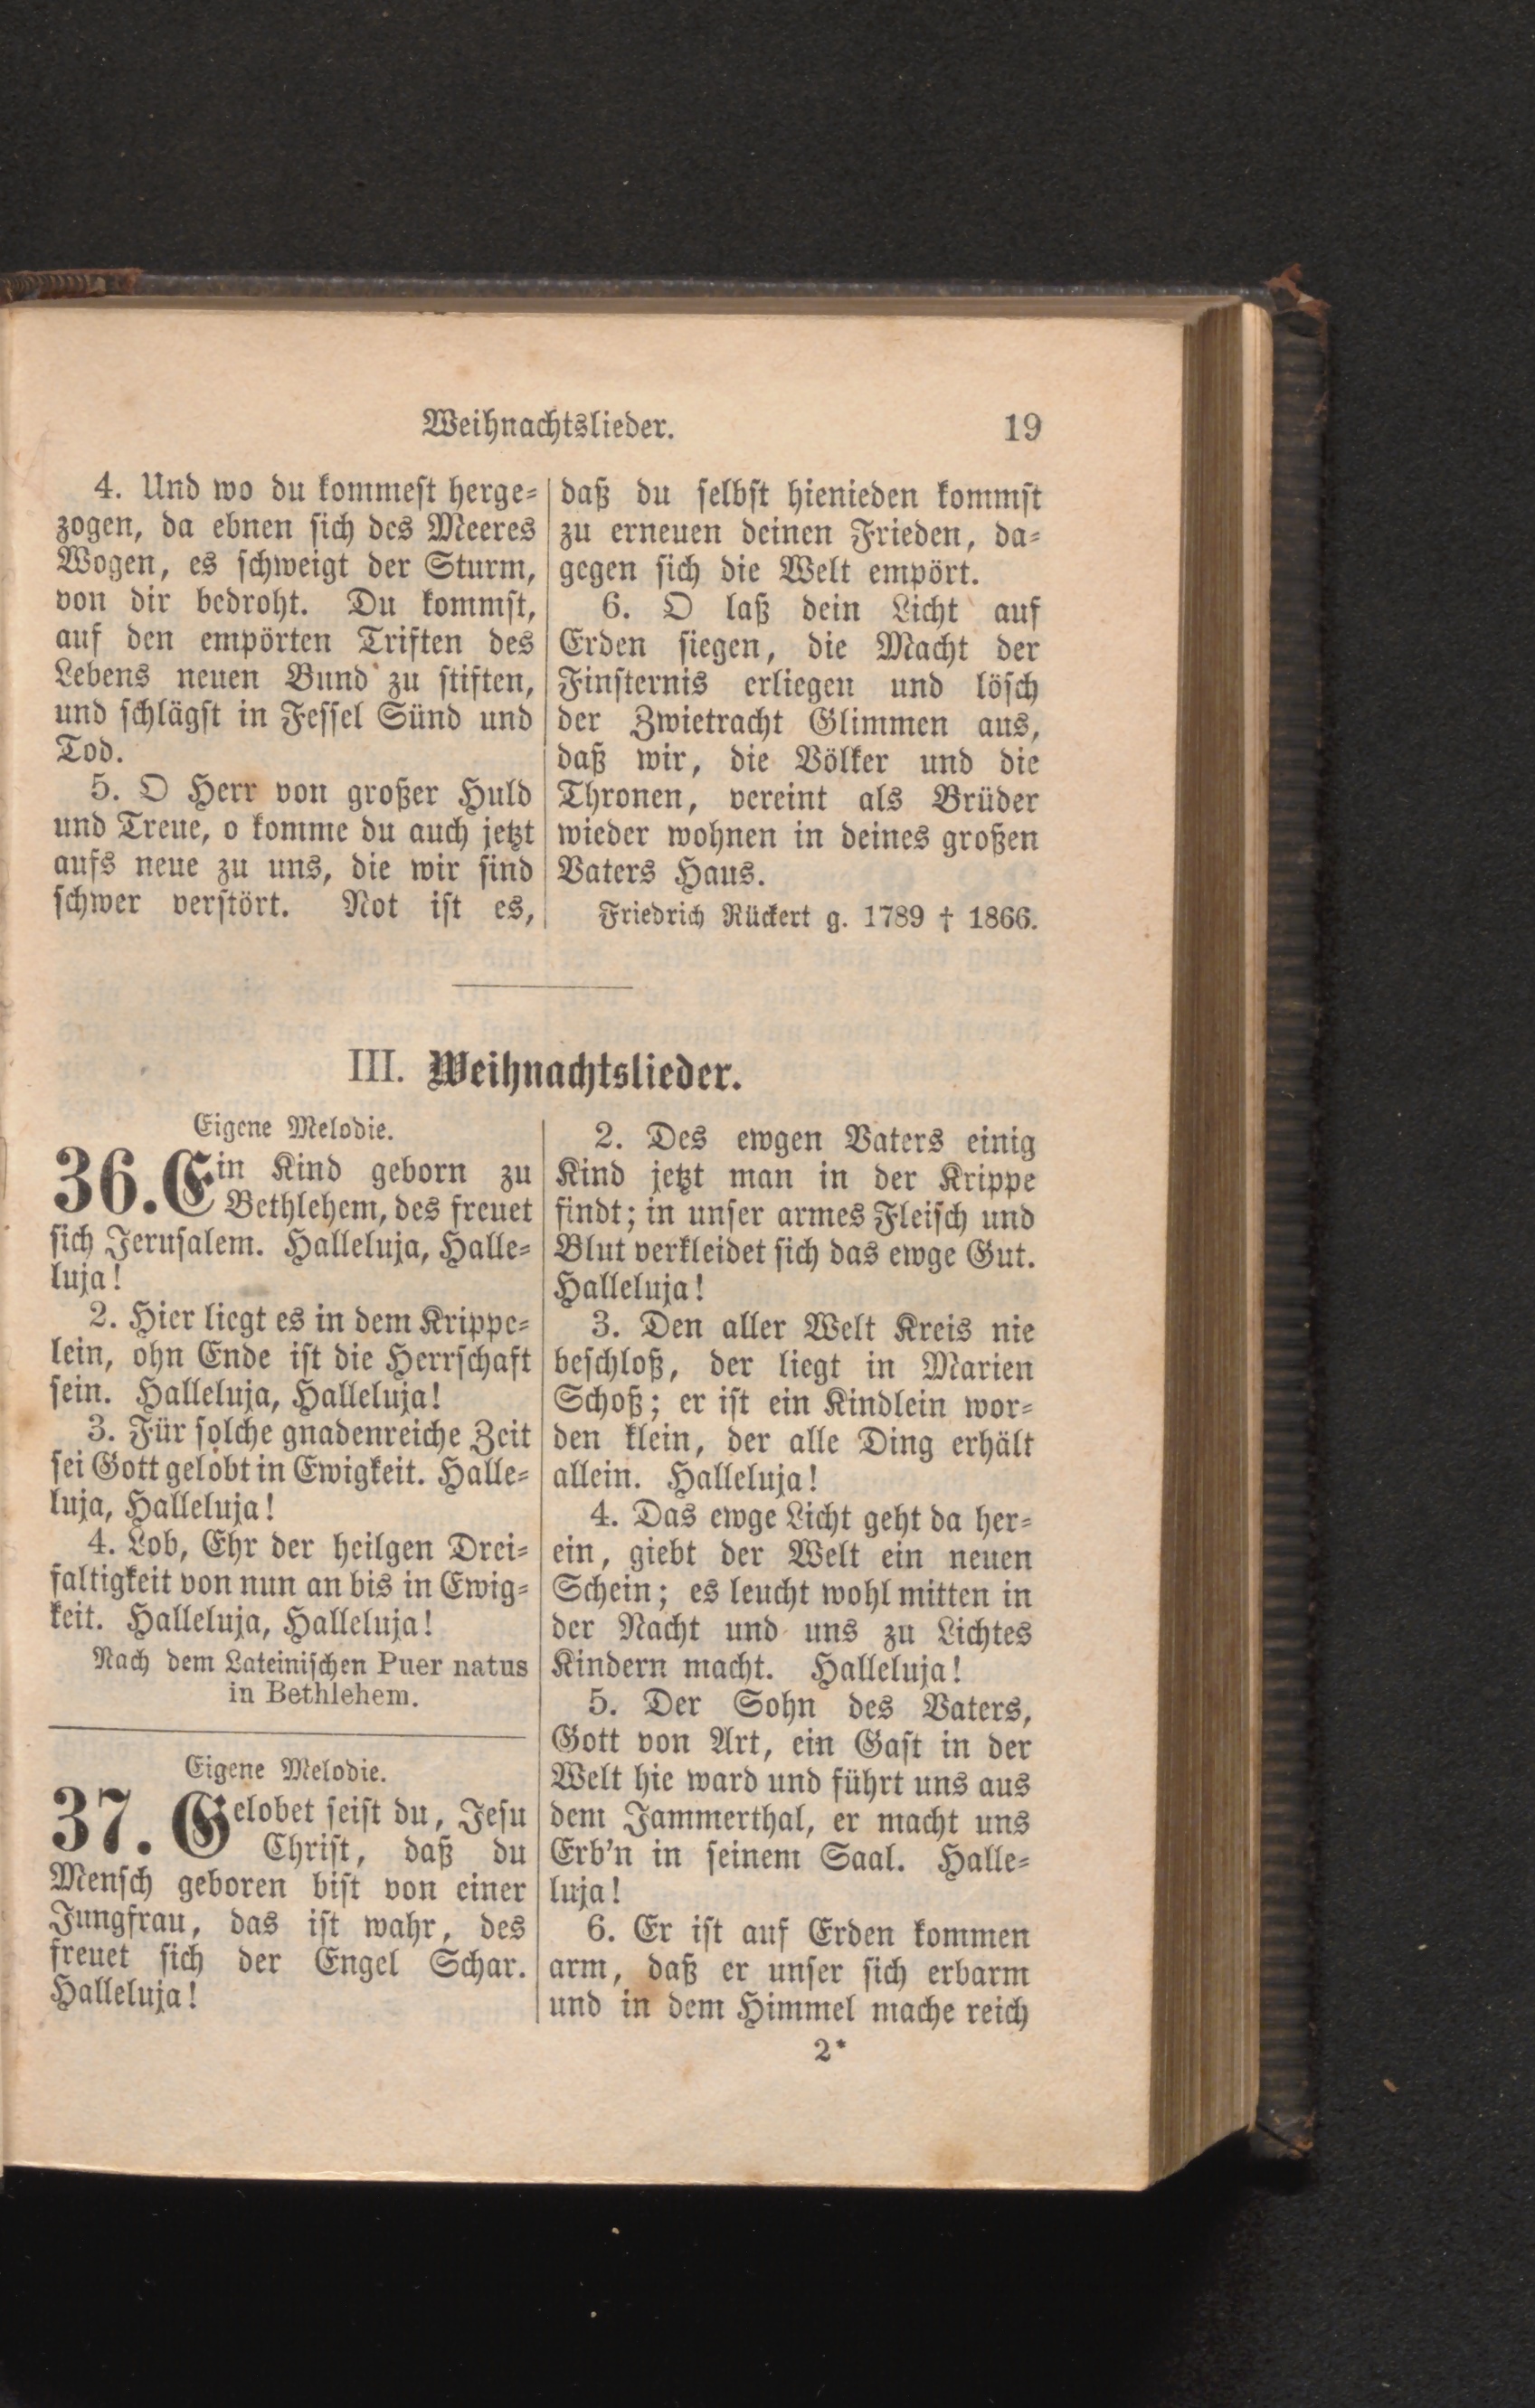 Weihnachtslieder. 19
4. Und wo du kommest herge-
zogen, da ebnen sich des Meeres
Wogen, es schweigt der Sturm,
von dir bedroht. Du kommst,
auf den empörten Triften des
Lebens neuen Bund zu stiften,
und schlägst in Fessel Sünd und
Tod.
5. O Herr von großer Huld
und Treue, o komme du auch jetzt
aufs neue zu uns, die wir sind
schwer verstört. Not ist es,
daß du selbst hienieden kommst
zu erneuen deinen Frieden, da-
gegen sich die Welt empört.
6. O laß dein Licht auf
Erden siegen, die Macht der
Finsternis erliegen und lösch
der Zwietracht Glimmen aus,
daß wir, die Völker und die
Thronen, vereint als Brüder
wieder wohnen in deines großen
Vaters Haus.
Friedrich Rückert g. 1789 † 1866.
III. Weihnachtslieder.
Eigene Melodie.
36. Ein Kind geborn zu
Bethlehem, des freuet
sich Jerusalem. Halleluja, Halle-
luja!
2. Hier liegt es in dem Krippe-
lein, ohn Ende ist die Herrschaft
sein. Halleluja, Halleluja!
3. Für solche gnadenreiche Zeit
sei Gott gelobt in Ewigkeit. Halle-
luja, Halleluja!
4. Lob, Ehr der heilgen Drei-
faltigkeit von nun an bis in Ewig-
keit. Halleluja, Halleluja!
Nach dem Lateinischen Puer natus
in Bethlehem.
Eigene Melodie.
37. Gelobet seist du, Jesu
Christ, daß du
Mensch geboren bist von einer
Jungfrau, das ist wahr, des
freuet sich der Engel Schar.
Halleluja!
2. Des ewgen Vaters einig
Kind jetzt man in der Krippe
findt; in unser armes Fleisch und
Blut verkleidet sich das ewge Gut.
Halleluja!
3. Den aller Welt Kreis nie
beschloß, der liegt in Marien
Schoß; er ist ein Kindlein wor-
den klein, der alle Ding erhält
allein. Halleluja!
4. Das ewge Licht geht da her-
ein, giebt der Welt ein neuen
Schein; es leucht wohl mitten in
der Nacht und uns zu Lichtes
Kindern macht. Halleluja!
5. Der Sohn des Vaters,
Gott von Art, ein Gast in der
Welt hie ward und führt uns aus
dem Jammerthal, er macht uns
Erb'n in seinem Saal. Halle-
luja!
6. Er ist auf Erden kommen
arm, daß er unser sich erbarm
und in dem Himmel mache reich
2*